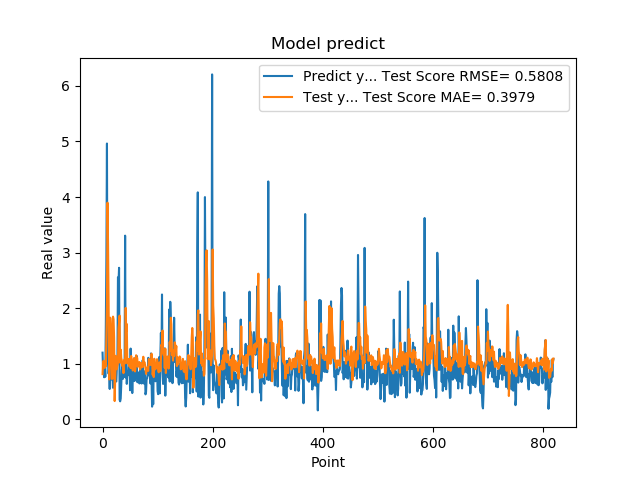 Model predict
Predict y... Test Score RMSE= 0.5808
Test y... Test Score MAE= 0.3979
6
5
4
3
2
1
0
Real value
0 200 400 600 800
Point